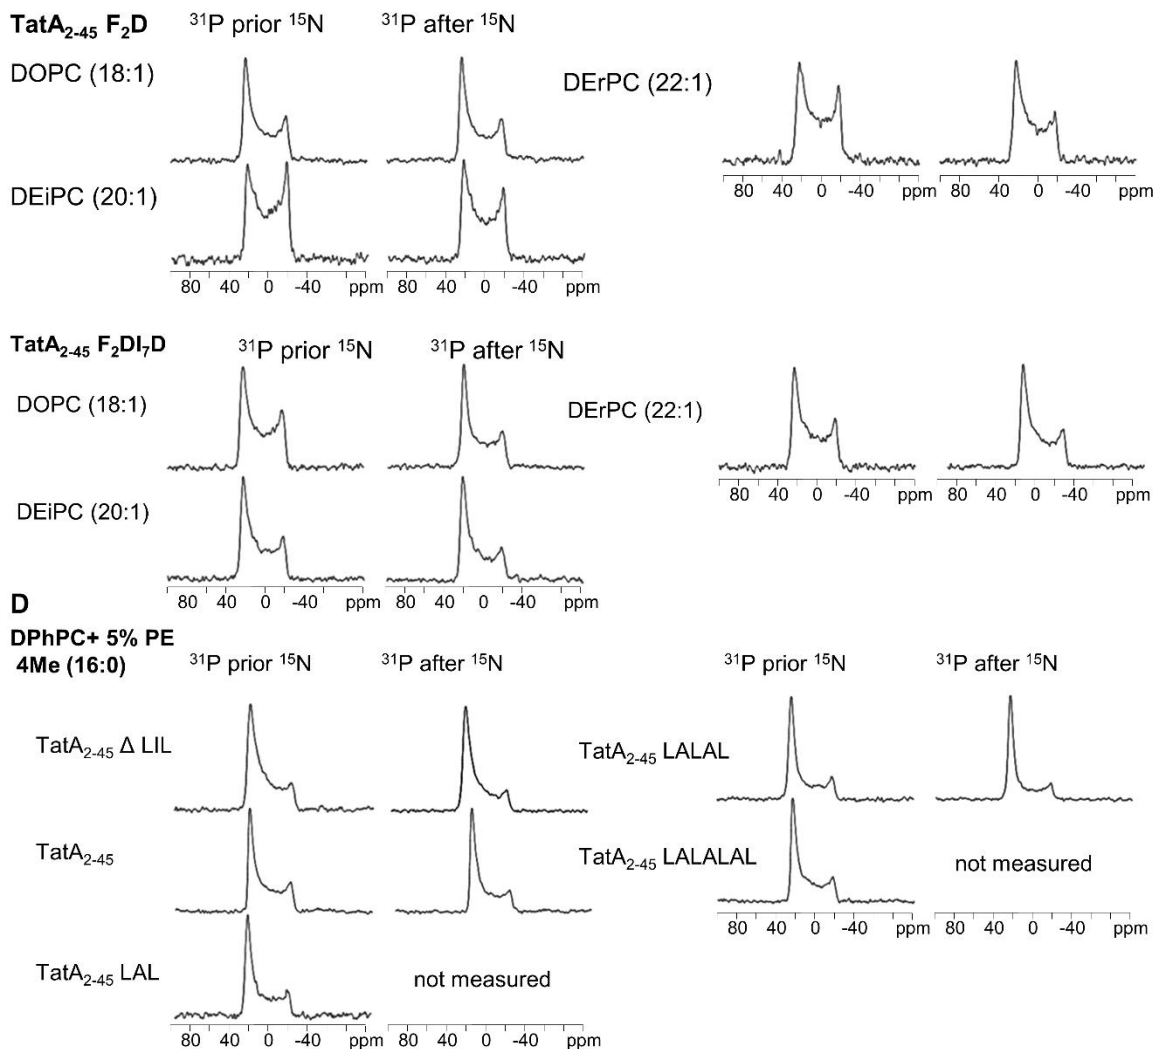 TatA₂₋₄₅ F₂D
³¹P prior ¹⁵N
³¹P after ¹⁵N
DOPC (18:1)
DErPC (22:1)
DEiPC (20:1)
80 40 0 -40 ppm
80 40 0 -40 ppm
80 40 0 -40 ppm
80 40 0 -40 ppm
TatA₂₋₄₅ F₂DI₇D
³¹P prior ¹⁵N
³¹P after ¹⁵N
DOPC (18:1)
DErPC (22:1)
DEiPC (20:1)
80 40 0 -40 ppm
80 40 0 -40 ppm
80 40 0 -40 ppm
80 40 0 -40 ppm
D
DPhPC+ 5% PE
4Me (16:0)
³¹P prior ¹⁵N
³¹P after ¹⁵N
³¹P prior ¹⁵N
³¹P after ¹⁵N
TatA₂₋₄₅ Δ LIL
TatA₂₋₄₅ LALAL
TatA₂₋₄₅
TatA₂₋₄₅ LALALAL
not measured
80 40 0 -40 ppm
80 40 0 -40 ppm
TatA₂₋₄₅ LAL
not measured
80 40 0 -40 ppm
80 40 0 -40 ppm